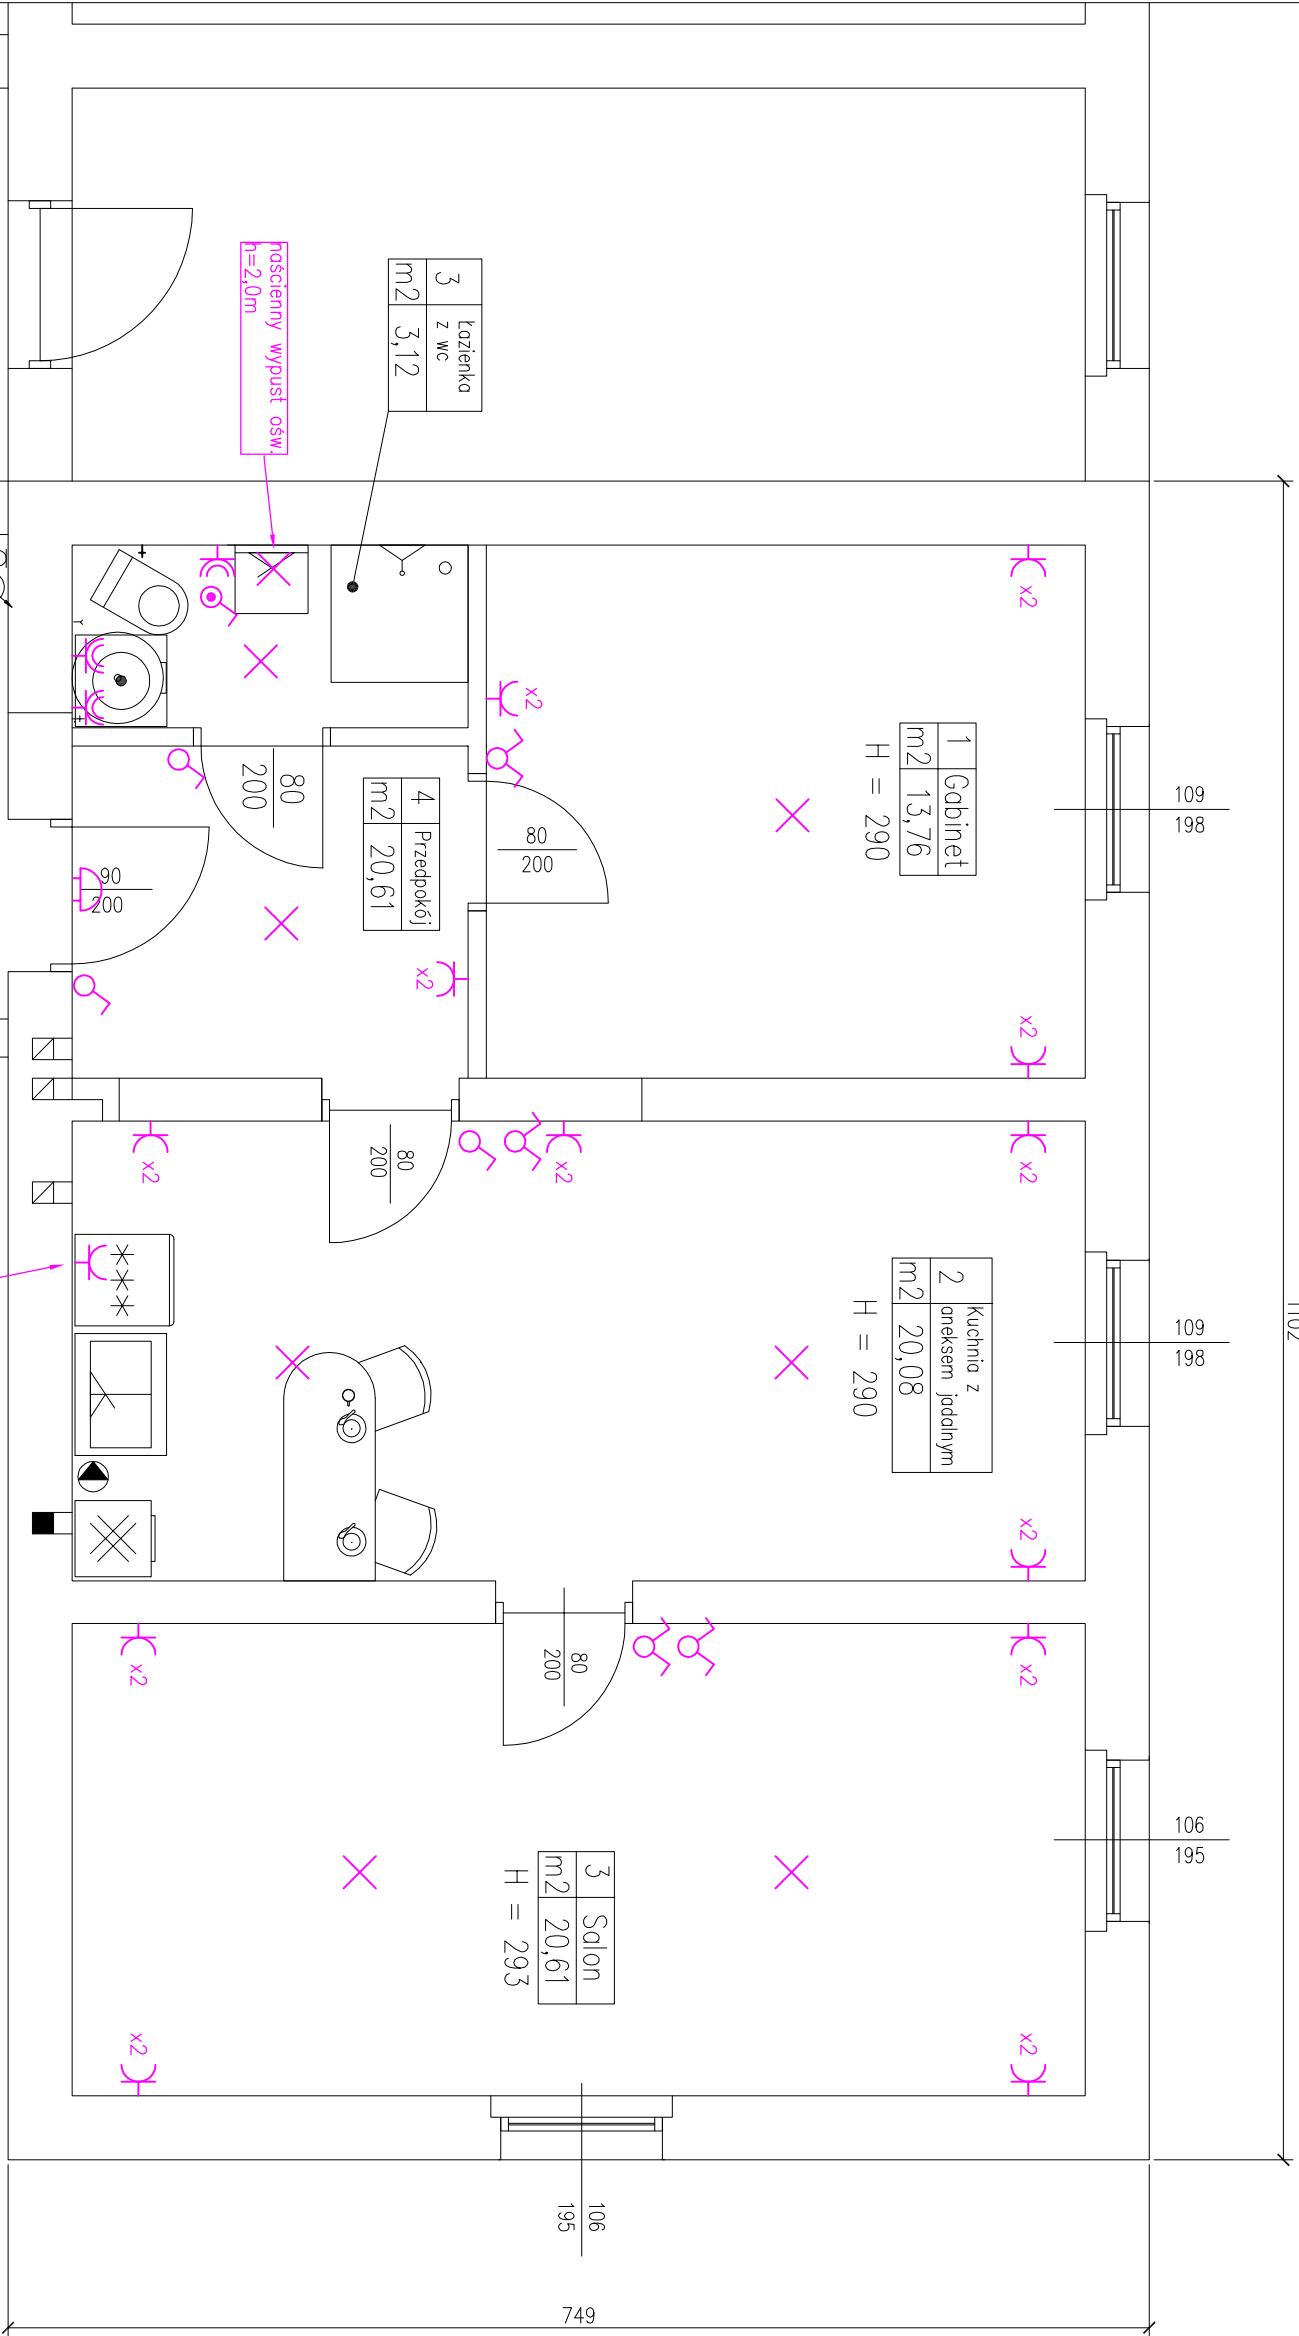 naścienny wypust ośw.
h=2,0m
3 Łazienka
z wc
m2 3,12
1 Gabinet
m2 13,76
H = 290
4 Przedpokój
m2 20,61
2 Kuchnia z
aneksem jadalnym
m2 20,08
H = 290
3 Salon
m2 20,61
H = 293
80
200
80
200
90
200
80
200
80
200
109
198
109
198
106
195
106
195
1102
749
x2
x2
x2
x2
x2
x2
x2
x2
x2
x2
x2
x2
x2